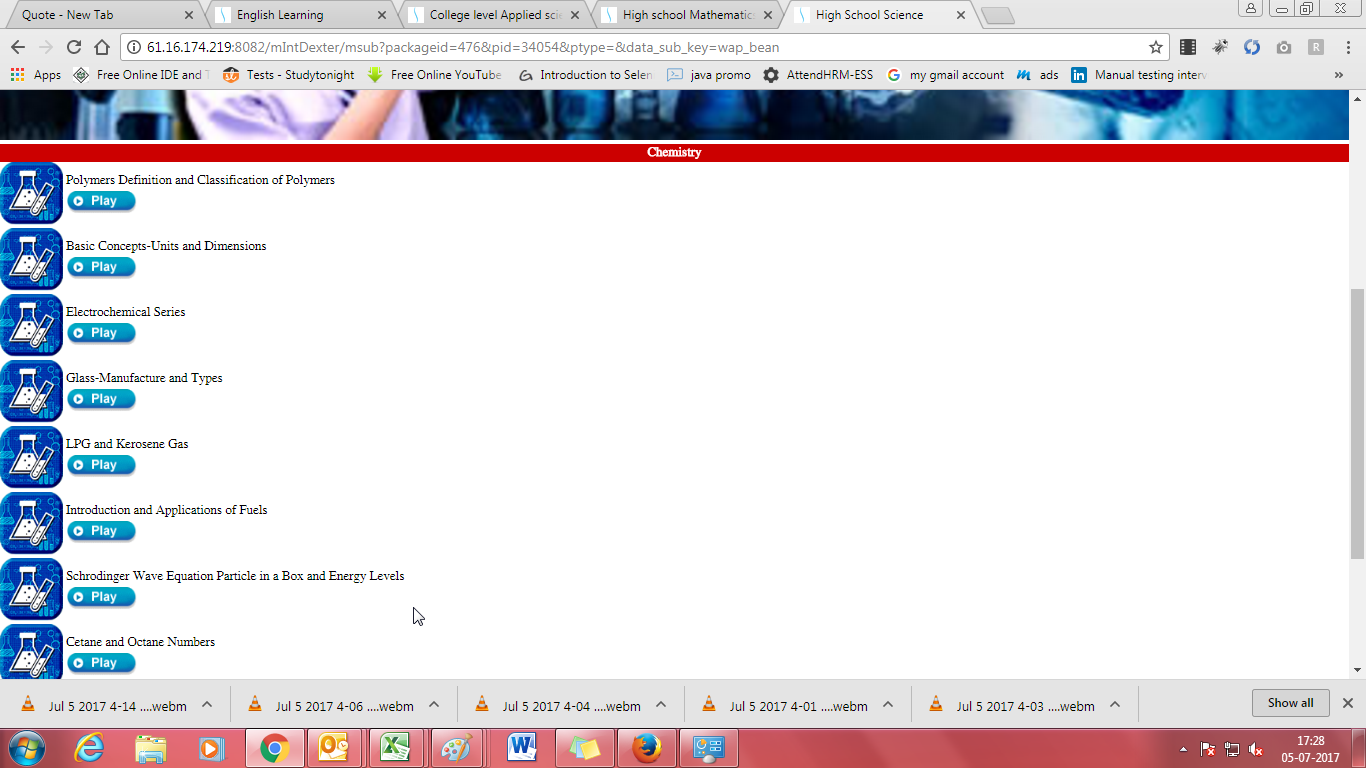 Quote - New Tab
English Learning
College level Applied scie
High school Mathematics
High School Science
61.16.174.219:8082/mIntDexter/msub?packageid=476&pid=34054&ptype=&data_sub_key=wap_bean
Apps
Free Online IDE and T
Tests - Studytonight
Free Online YouTube
Introduction to Selen
java promo
AttendHRM-ESS
my gmail account
ads
Manual testing interv
Chemistry
Polymers Definition and Classification of Polymers
Play
Basic Concepts-Units and Dimensions
Play
Electrochemical Series
Play
Glass-Manufacture and Types
Play
LPG and Kerosene Gas
Play
Introduction and Applications of Fuels
Play
Schrodinger Wave Equation Particle in a Box and Energy Levels
Play
Cetane and Octane Numbers
Play
Jul 5 2017 4-14 ....webm
Jul 5 2017 4-06 ....webm
Jul 5 2017 4-04 ....webm
Jul 5 2017 4-01 ....webm
Jul 5 2017 4-03 ....webm
Show all
17:28
05-07-2017